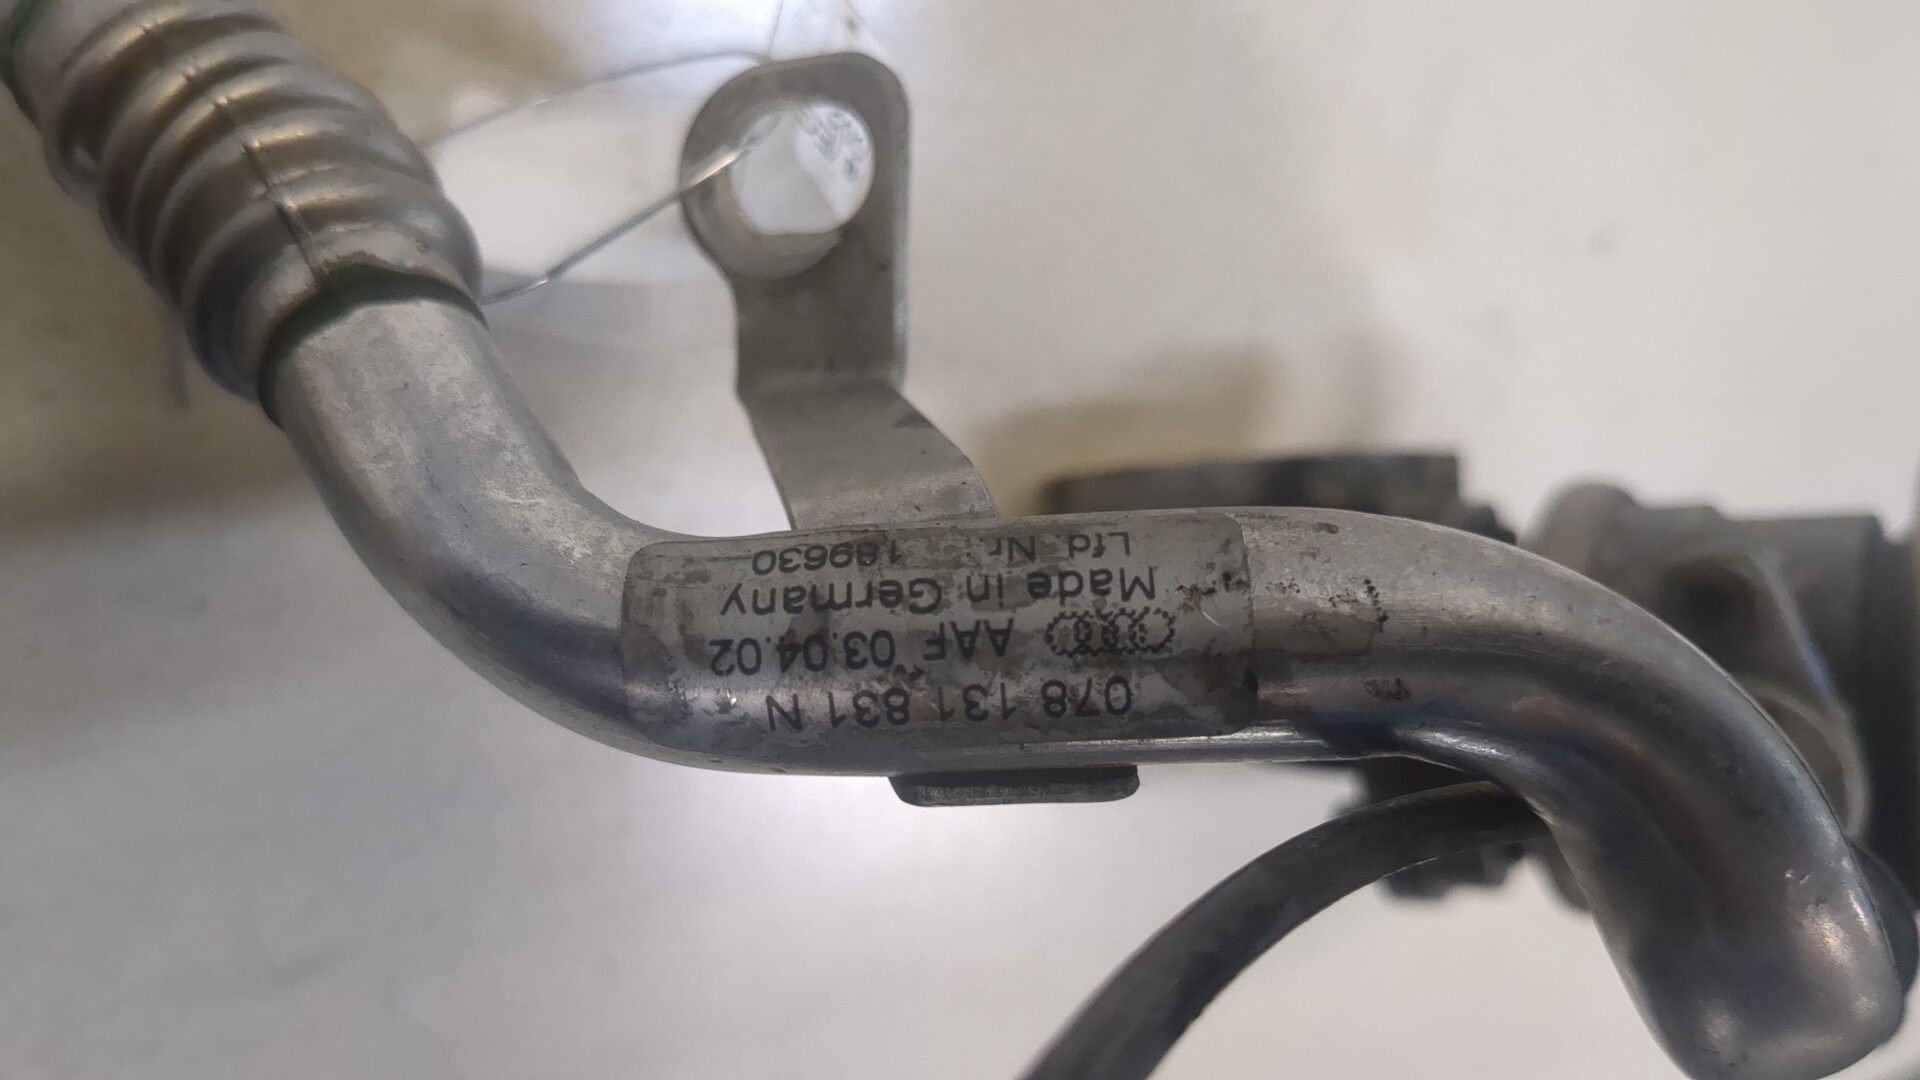 078 131 831 N
AAF 03.04.02
Made in Germany
Lfd. Nr.: 189630